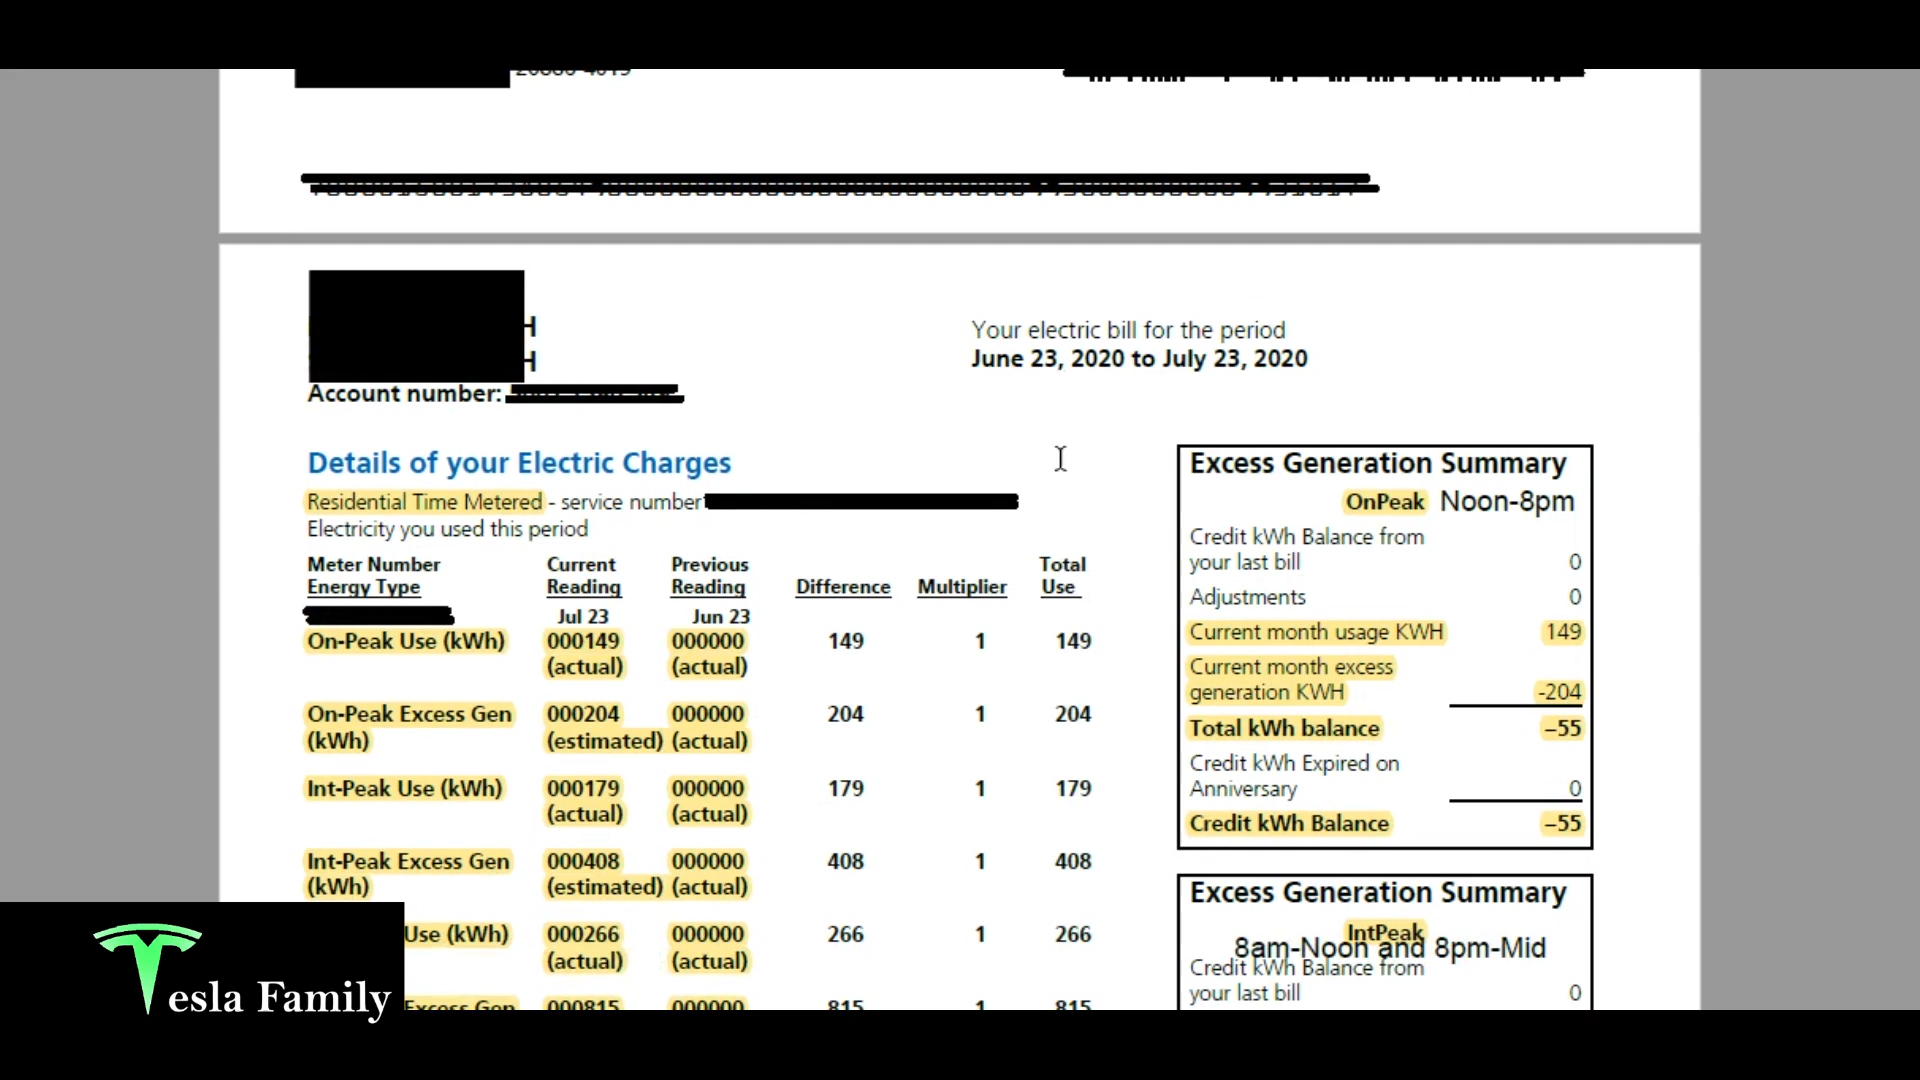 H
H
Account number:
Your electric bill for the period
June 23, 2020 to July 23, 2020
Details of your Electric Charges
Residential Time Metered - service number
Electricity you used this period
Meter Number Current Previous Total
Energy Type Reading Reading Difference Multiplier Use
Jul 23 Jun 23
On-Peak Use (kWh) 000149 000000 149 1 149
(actual) (actual)
On-Peak Excess Gen 000204 000000 204 1 204
(kWh) (estimated) (actual)
Int-Peak Use (kWh) 000179 000000 179 1 179
(actual) (actual)
Int-Peak Excess Gen 000408 000000 408 1 408
(kWh) (estimated) (actual)
Use (kWh) 000266 000000 266 1 266
(actual) (actual)
Excess Gen 000815 000000 815 1 815
Excess Generation Summary
OnPeak Noon-8pm
Credit kWh Balance from
your last bill 0
Adjustments 0
Current month usage KWH 149
Current month excess
generation KWH -204
Total kWh balance –55
Credit kWh Expired on
Anniversary 0
Credit kWh Balance –55
Excess Generation Summary
IntPeak
8am-Noon and 8pm-Mid
Credit kWh Balance from
your last bill 0
Tesla Family